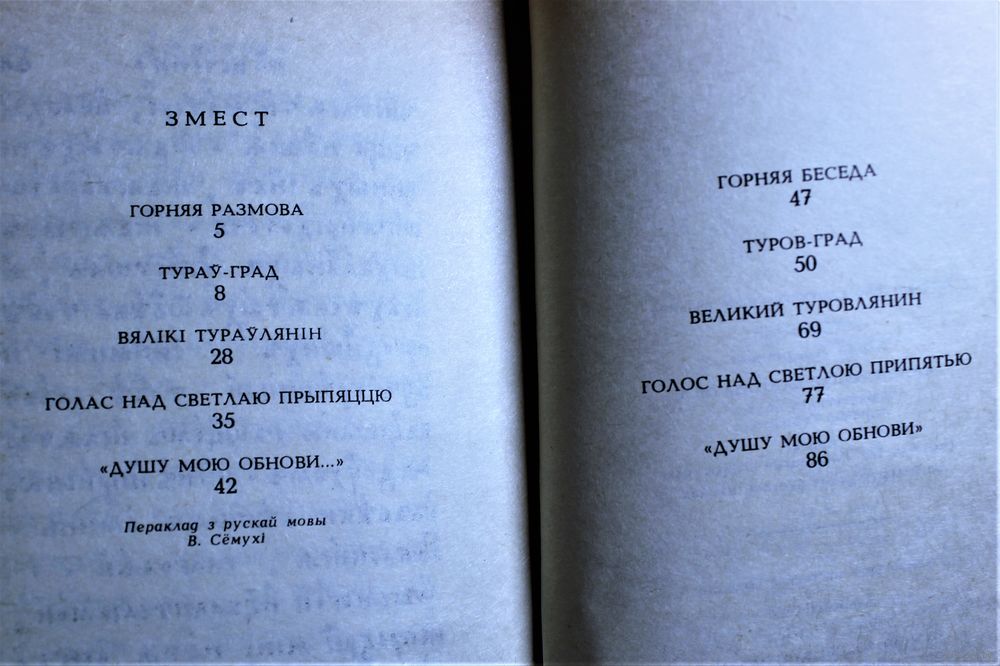 ЗМЕСТ
ГОРНЯЯ РАЗМОВА
5
ТУРАЎ-ГРАД
8
ВЯЛІКІ ТУРАЎЛЯНІН
28
ГОЛАС НАД СВЕТЛАЮ ПРЫПЯЦЦЮ
35
«ДУШУ МОЮ ОБНОВИ...»
42
Пераклад з рускай мовы
В. Сёмухі
ГОРНЯЯ БЕСЕДА
47
ТУРОВ-ГРАД
50
ВЕЛИКИЙ ТУРОВЛЯНИН
69
ГОЛОС НАД СВЕТЛОЮ ПРИПЯТЬЮ
77
«ДУШУ МОЮ ОБНОВИ»
86